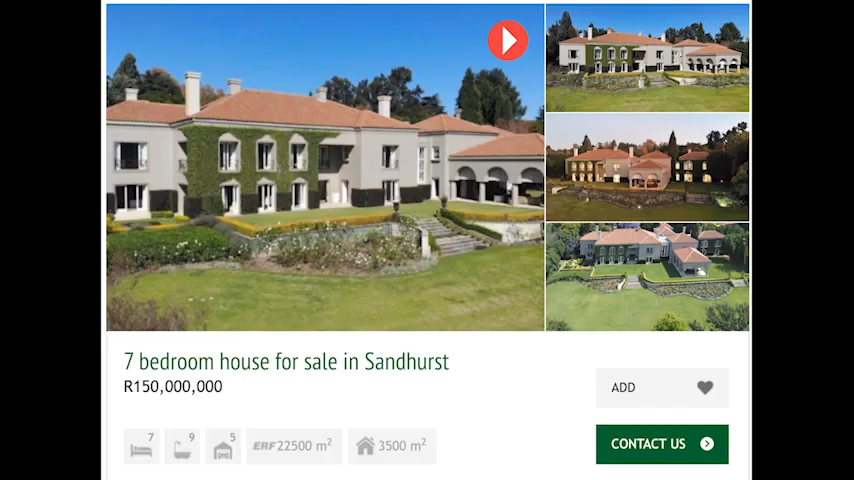 7 bedroom house for sale in Sandhurst
R150,000,000
ADD
7
9
5
ERF 22500 m²
3500 m²
CONTACT US